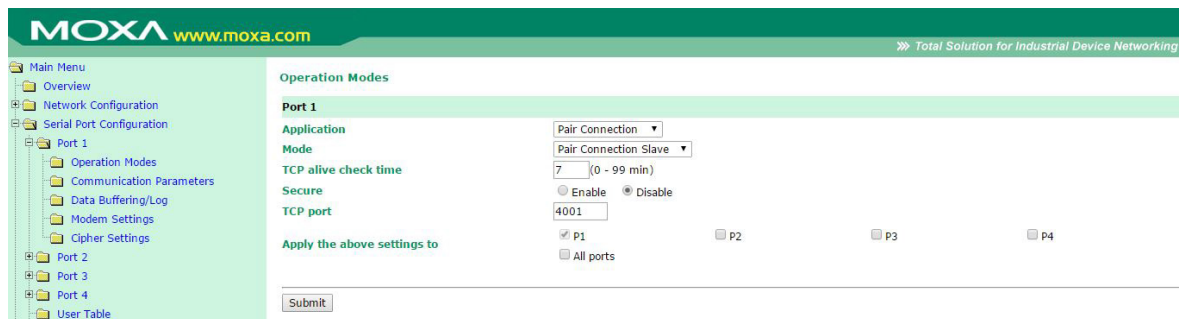 MOXA www.moxa.com
Total Solution for Industrial Device Networking
Main Menu
Overview
Network Configuration
Serial Port Configuration
Port 1
Operation Modes
Communication Parameters
Data Buffering/Log
Modem Settings
Cipher Settings
Port 2
Port 3
Port 4
User Table
Operation Modes
Port 1
Application Pair Connection
Mode Pair Connection Slave
TCP alive check time 7 (0 - 99 min)
Secure Enable Disable
TCP port 4001
Apply the above settings to P1 P2 P3 P4
All ports
Submit